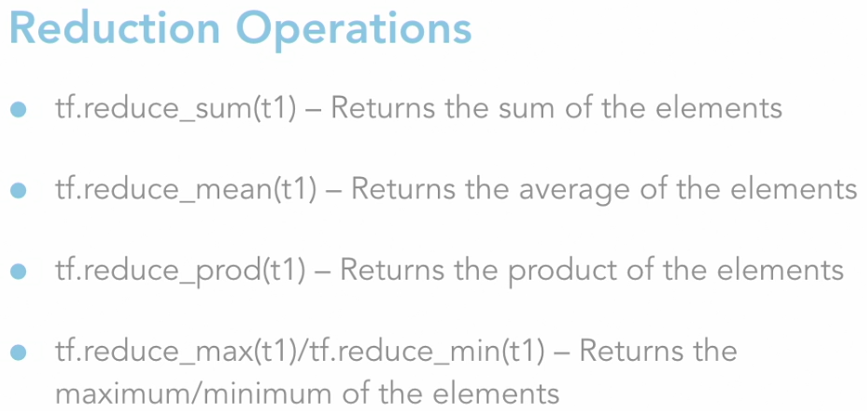 Reduction Operations
● tf.reduce_sum(t1) – Returns the sum of the elements
● tf.reduce_mean(t1) – Returns the average of the elements
● tf.reduce_prod(t1) – Returns the product of the elements
● tf.reduce_max(t1)/tf.reduce_min(t1) – Returns the
maximum/minimum of the elements